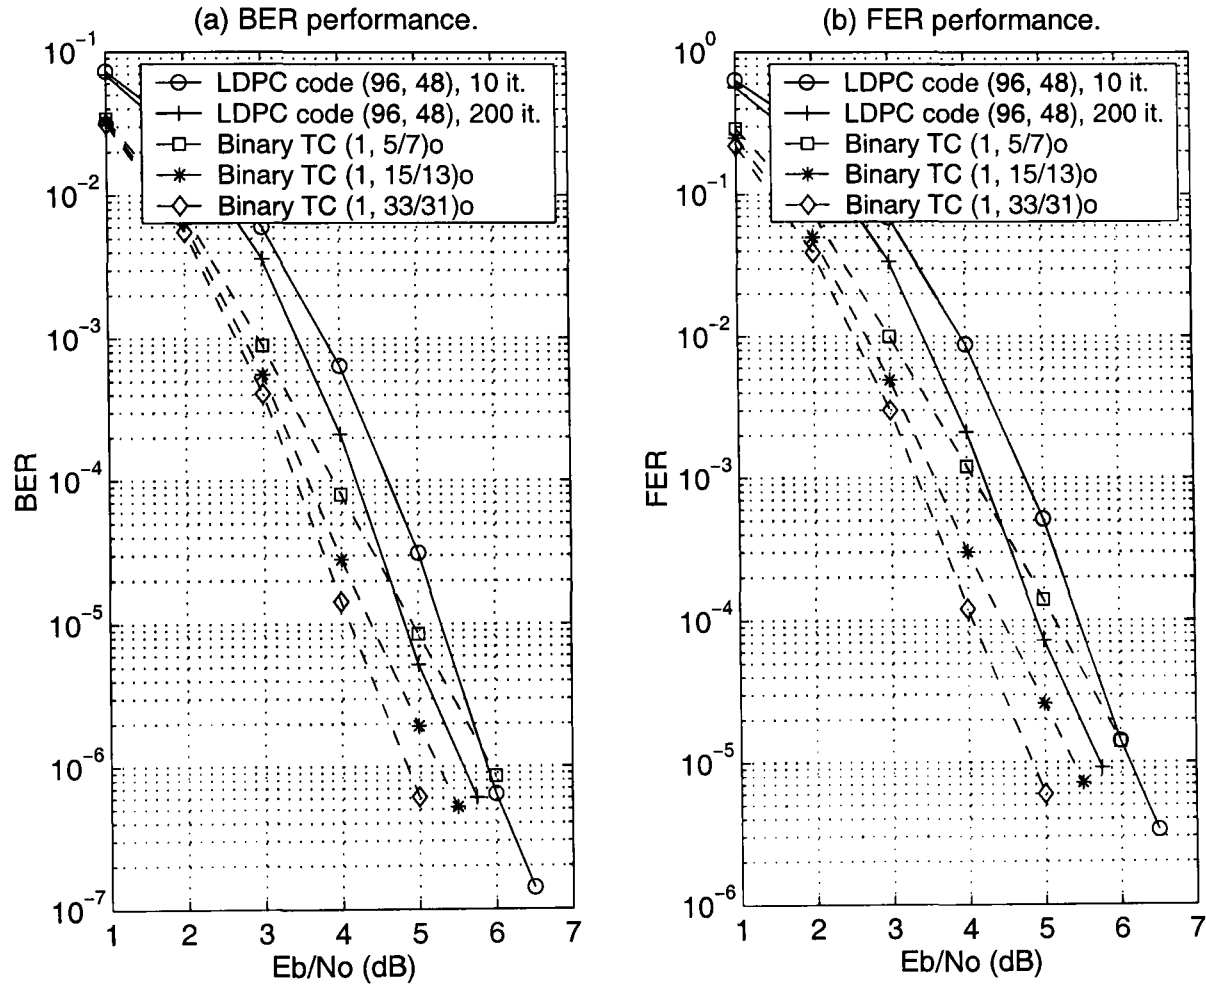 (a) BER performance.
10^-1
10^-2
10^-3
10^-4
10^-5
10^-6
10^-7
BER
LDPC code (96, 48), 10 it.
LDPC code (96, 48), 200 it.
Binary TC (1, 5/7)o
Binary TC (1, 15/13)o
Binary TC (1, 33/31)o
1 2 3 4 5 6 7
Eb/No (dB)
(b) FER performance.
10^0
10^-1
10^-2
10^-3
10^-4
10^-5
10^-6
FER
LDPC code (96, 48), 10 it.
LDPC code (96, 48), 200 it.
Binary TC (1, 5/7)o
Binary TC (1, 15/13)o
Binary TC (1, 33/31)o
1 2 3 4 5 6 7
Eb/No (dB)